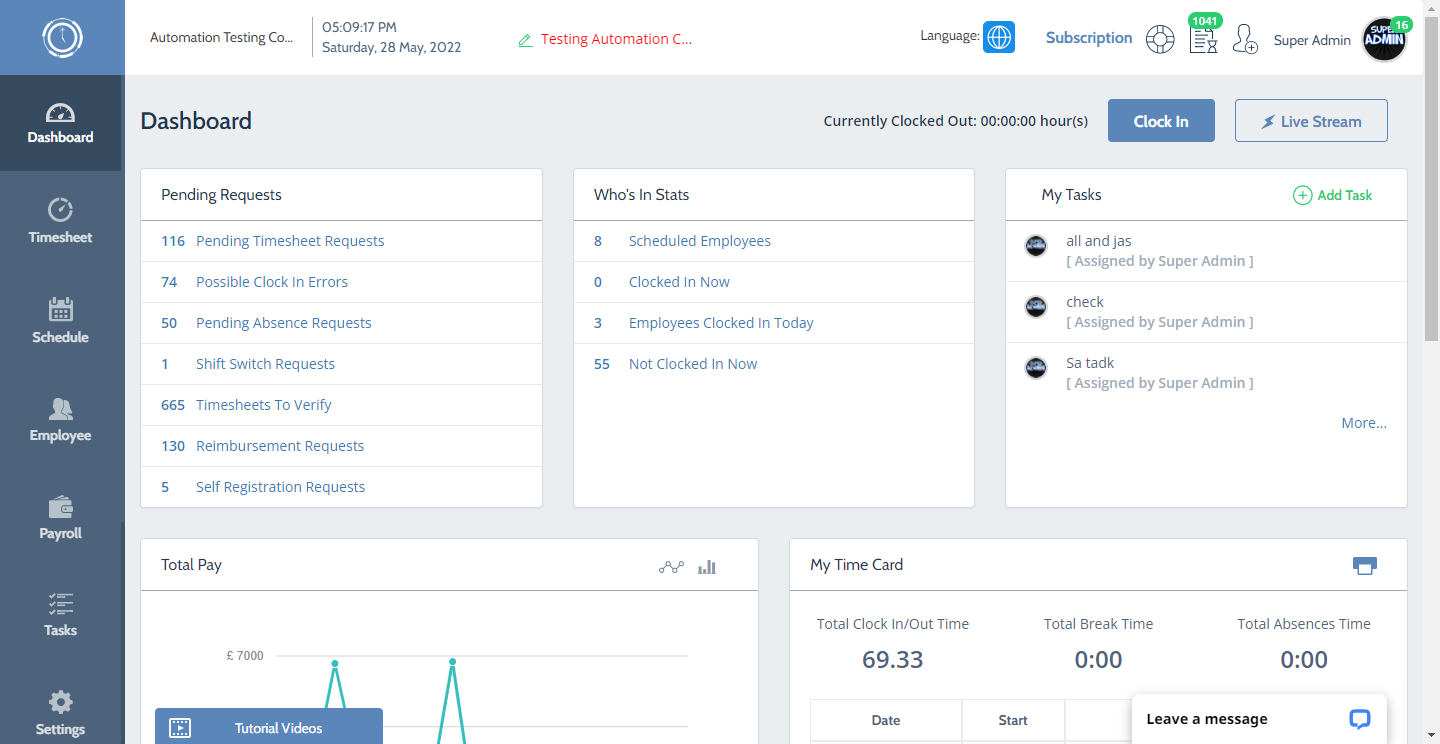 Automation Testing Co...
05:09:17 PM
Saturday, 28 May, 2022
Testing Automation C...
Language:
Subscription
1041
Super Admin
SUPER
ADMIN
16
Dashboard
Timesheet
Schedule
Employee
Payroll
Tasks
Settings
Dashboard
Currently Clocked Out: 00:00:00 hour(s)
Clock In
Live Stream
Pending Requests
116 Pending Timesheet Requests
74 Possible Clock In Errors
50 Pending Absence Requests
1 Shift Switch Requests
665 Timesheets To Verify
130 Reimbursement Requests
5 Self Registration Requests
Who's In Stats
8 Scheduled Employees
0 Clocked In Now
3 Employees Clocked In Today
55 Not Clocked In Now
My Tasks
Add Task
all and jas
[ Assigned by Super Admin ]
check
[ Assigned by Super Admin ]
Sa tadk
[ Assigned by Super Admin ]
More...
Total Pay
£ 7000
Tutorial Videos
My Time Card
Total Clock In/Out Time
69.33
Total Break Time
0:00
Total Absences Time
0:00
Date
Start
Leave a message